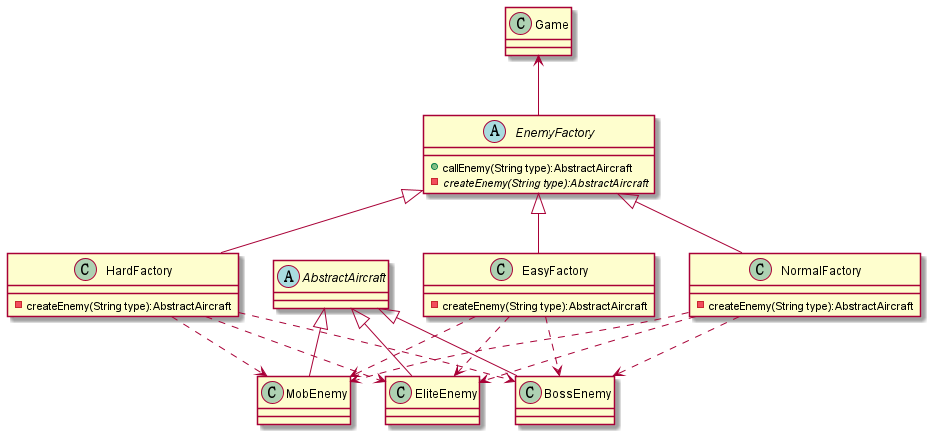 C Game
A EnemyFactory
callEnemy(String type):AbstractAircraft
createEnemy(String type):AbstractAircraft
C HardFactory
createEnemy(String type):AbstractAircraft
A AbstractAircraft
C EasyFactory
createEnemy(String type):AbstractAircraft
C NormalFactory
createEnemy(String type):AbstractAircraft
C MobEnemy
C EliteEnemy
C BossEnemy